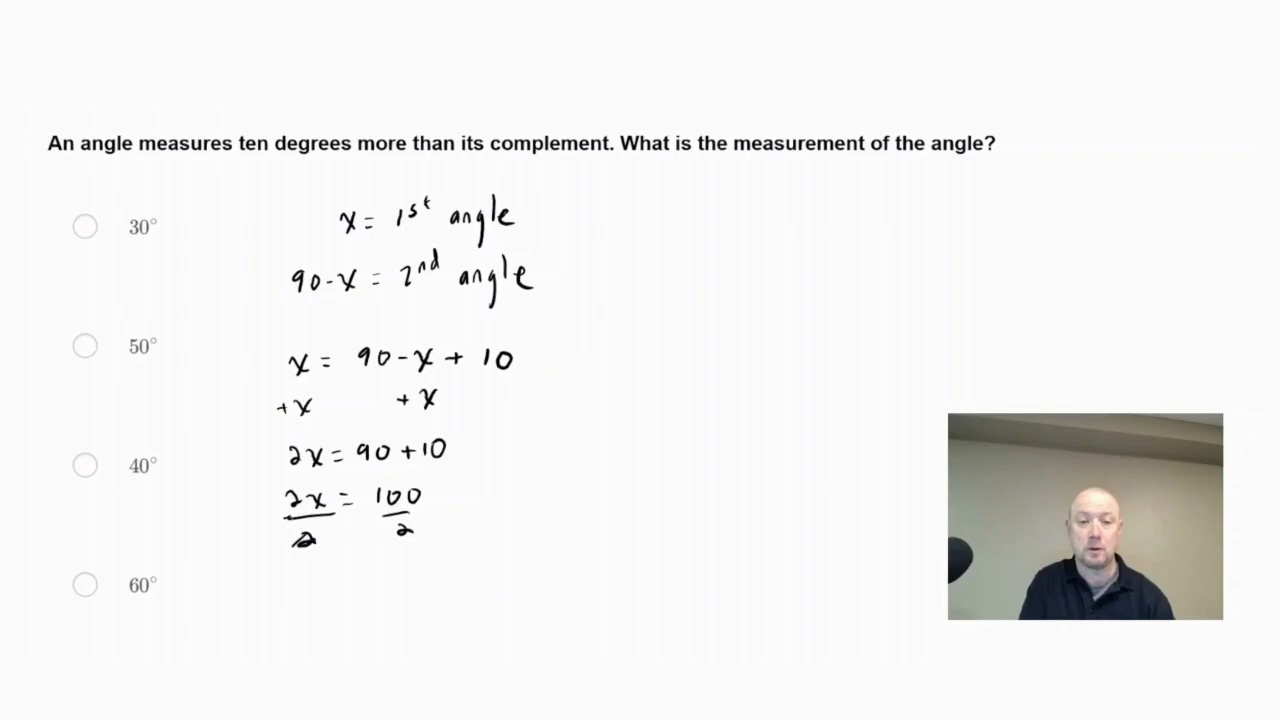 An angle measures ten degrees more than its complement. What is the measurement of the angle?
30°
50°
40°
60°
x = 1st angle
90-x = 2nd angle
x = 90-x + 10
+x +x
2x = 90+10
2x = 100
2 2